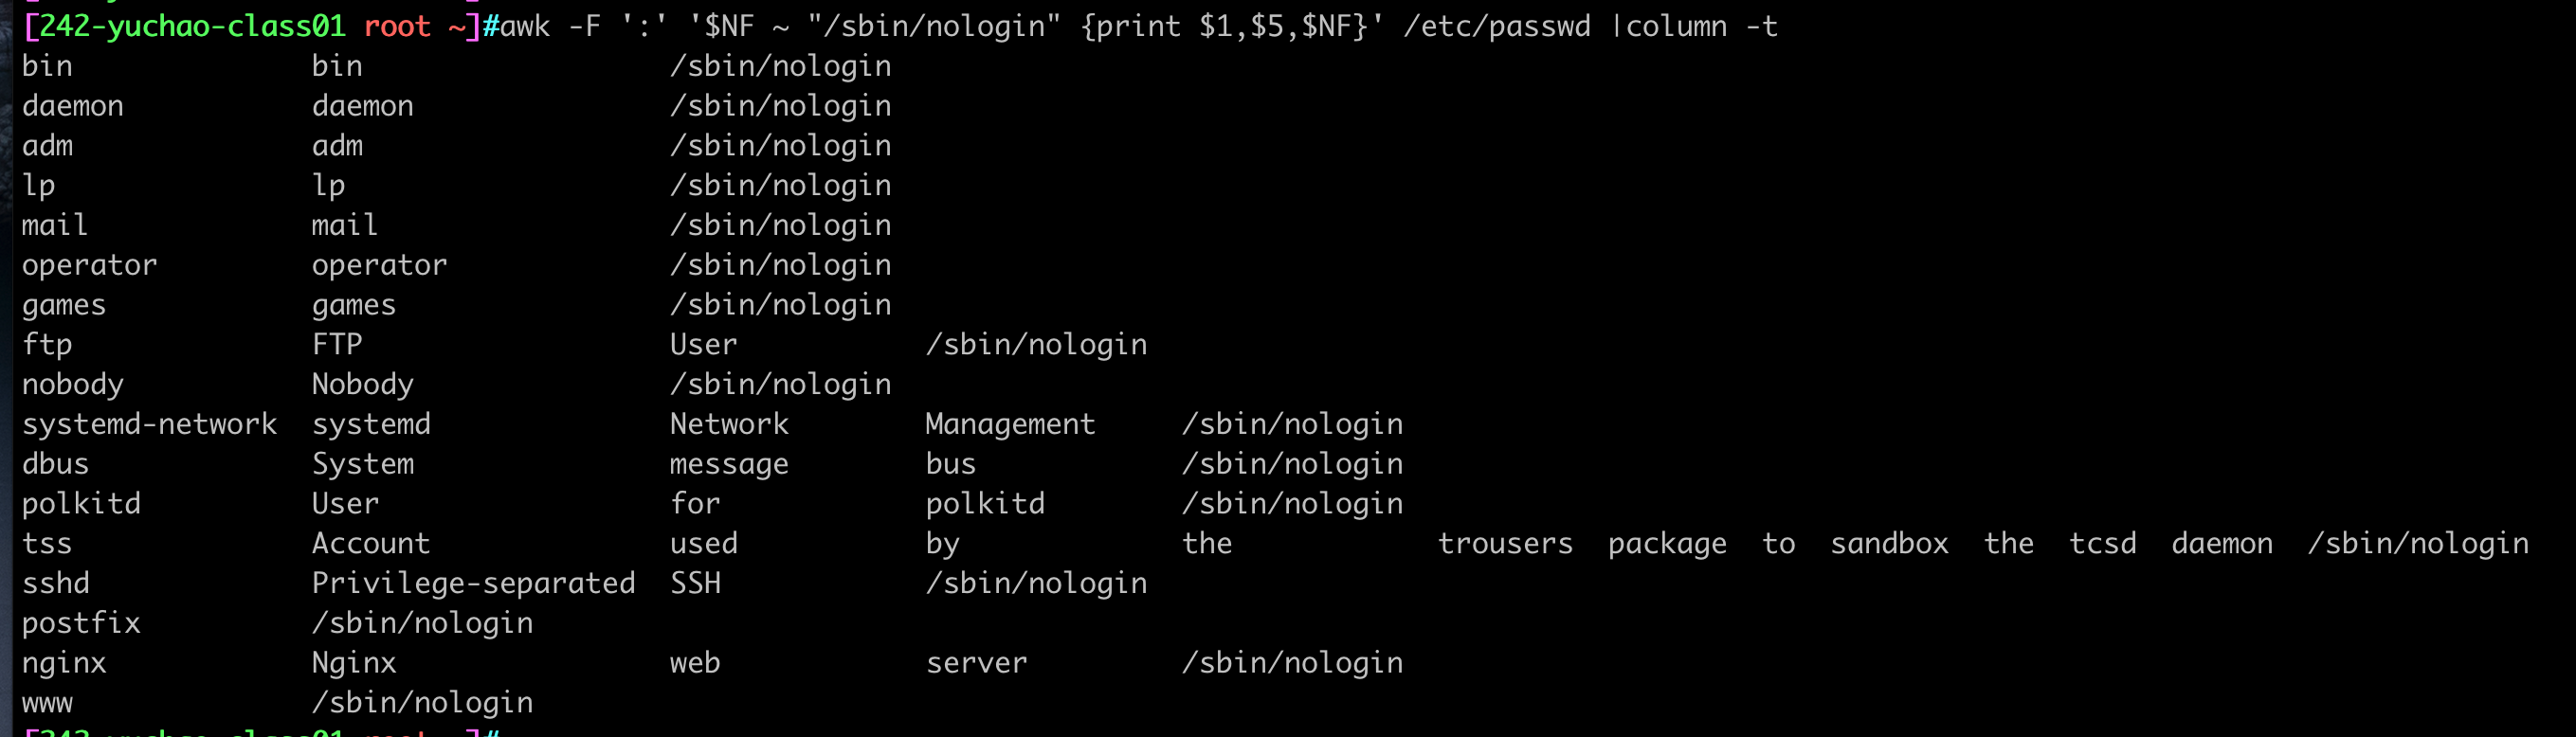 [242-yuchao-class01 root ~]#awk -F ':' '$NF ~ "/sbin/nologin" {print $1,$5,$NF}' /etc/passwd |column -t
bin bin /sbin/nologin
daemon daemon /sbin/nologin
adm adm /sbin/nologin
lp lp /sbin/nologin
mail mail /sbin/nologin
operator operator /sbin/nologin
games games /sbin/nologin
ftp FTP User /sbin/nologin
nobody Nobody /sbin/nologin
systemd-network systemd Network Management /sbin/nologin
dbus System message bus /sbin/nologin
polkitd User for polkitd /sbin/nologin
tss Account used by the trousers package to sandbox the tcsd daemon /sbin/nologin
sshd Privilege-separated SSH /sbin/nologin
postfix /sbin/nologin
nginx Nginx web server /sbin/nologin
www /sbin/nologin
[242-yuchao-class01 root ~]#